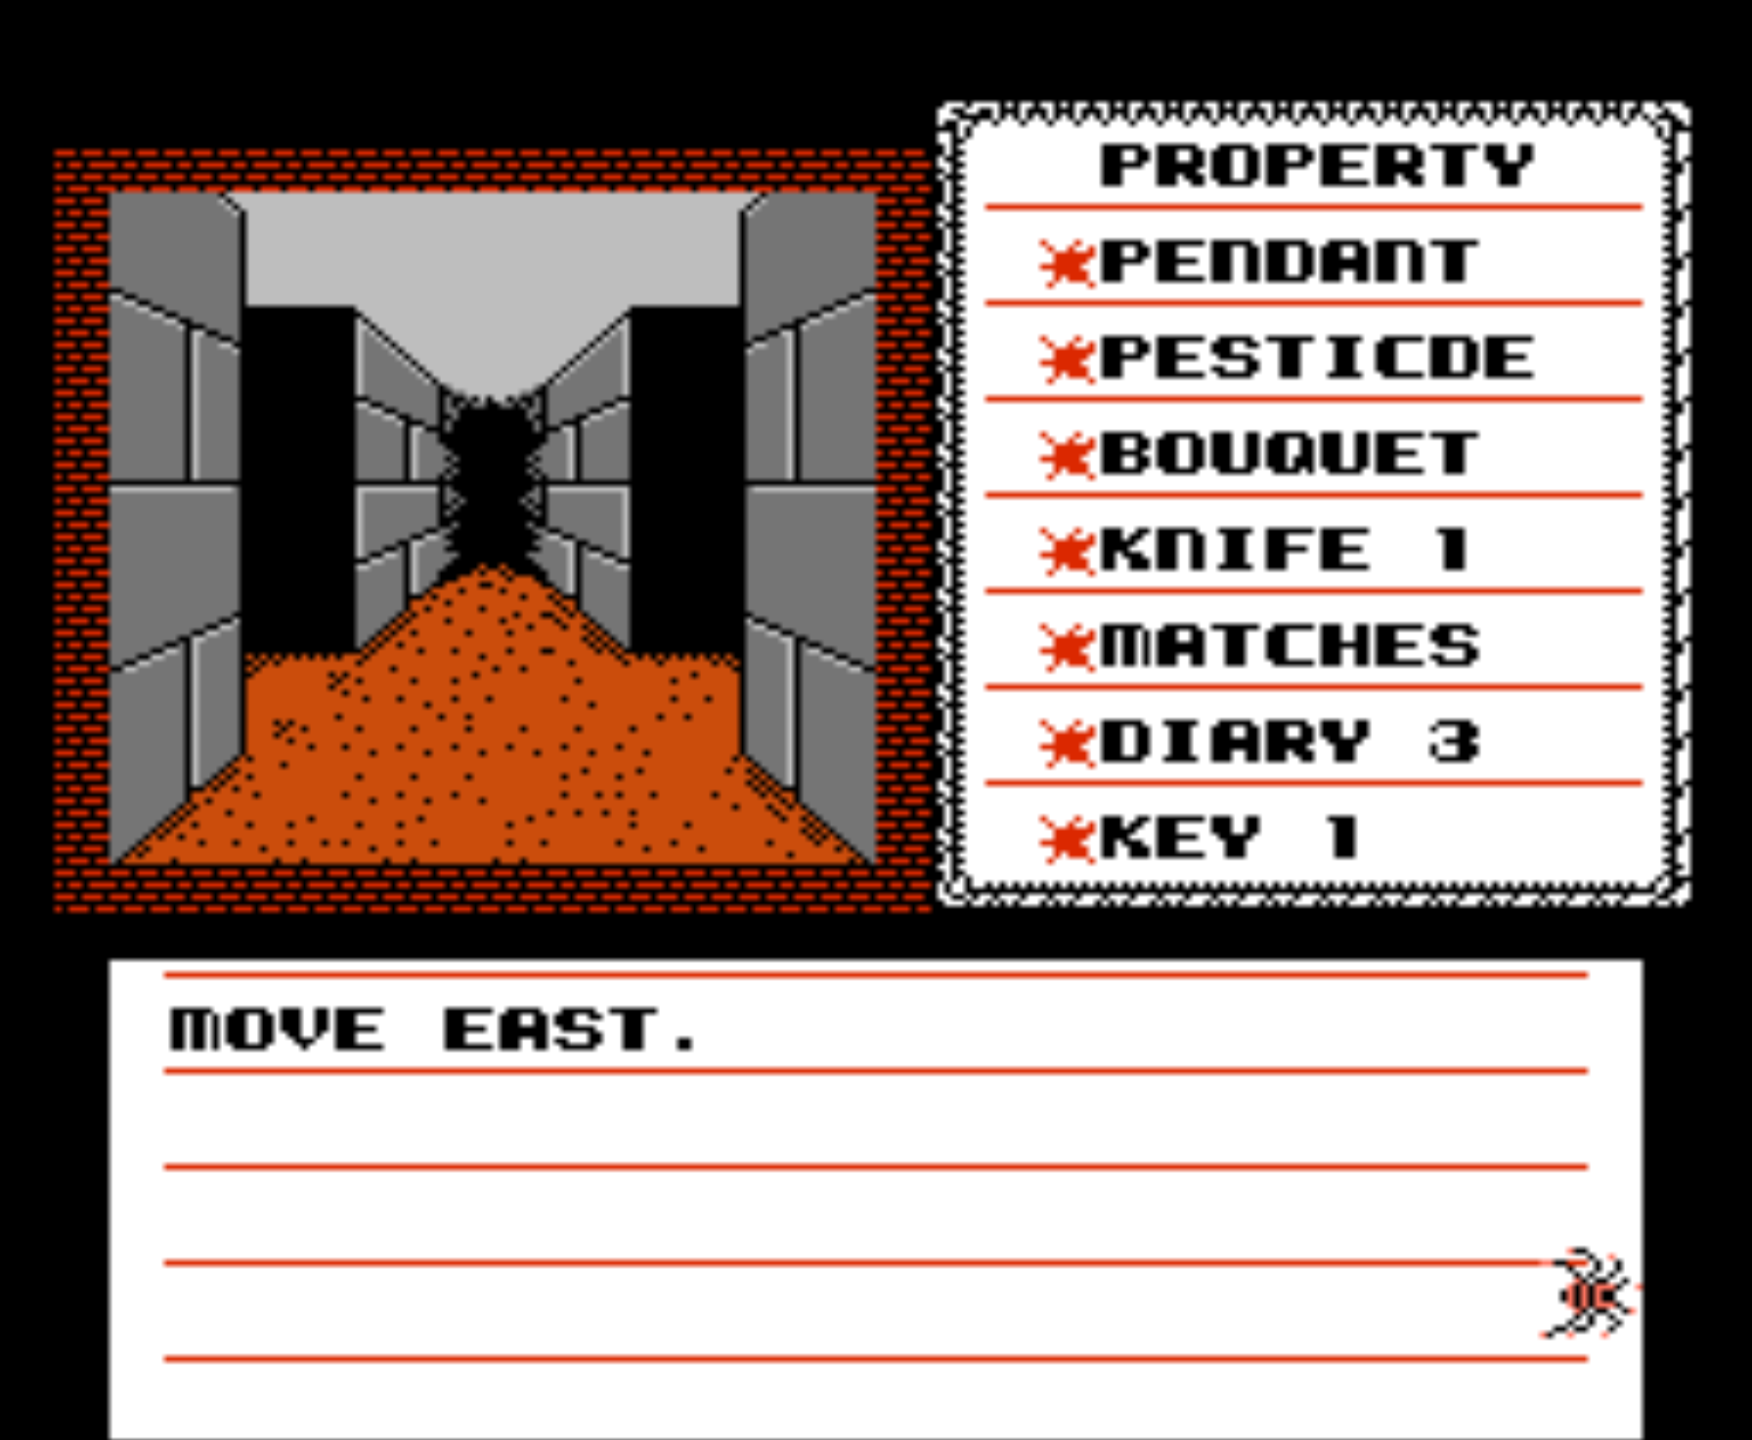 PROPERTY
PENDANT
PESTICDE
BOUQUET
KNIFE 1
MATCHES
DIARY 3
KEY 1
MOVE EAST.